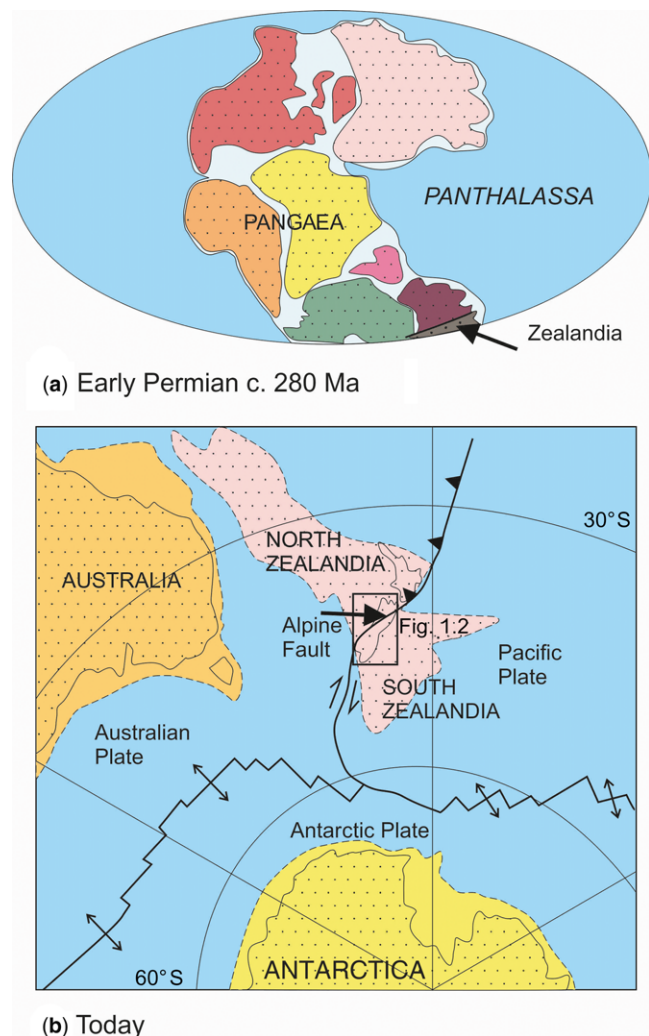 PANTHALASSA
PANGAEA
Zealandia
(a) Early Permian c. 280 Ma
30°S
NORTH
ZEALANDIA
AUSTRALIA
Alpine
Fault
Fig. 1.2
Pacific
Plate
SOUTH
ZEALANDIA
Australian
Plate
Antarctic Plate
60°S
ANTARCTICA
(b) Today